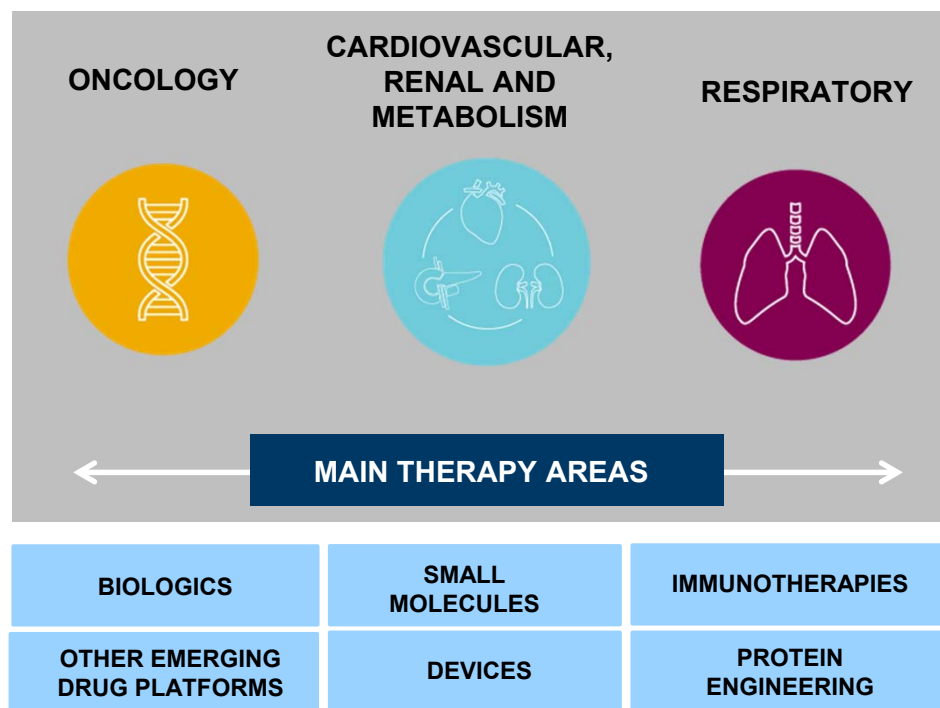 ONCOLOGY
CARDIOVASCULAR,
RENAL AND
METABOLISM
RESPIRATORY
MAIN THERAPY AREAS
BIOLOGICS
SMALL
MOLECULES
IMMUNOTHERAPIES
OTHER EMERGING
DRUG PLATFORMS
DEVICES
PROTEIN
ENGINEERING